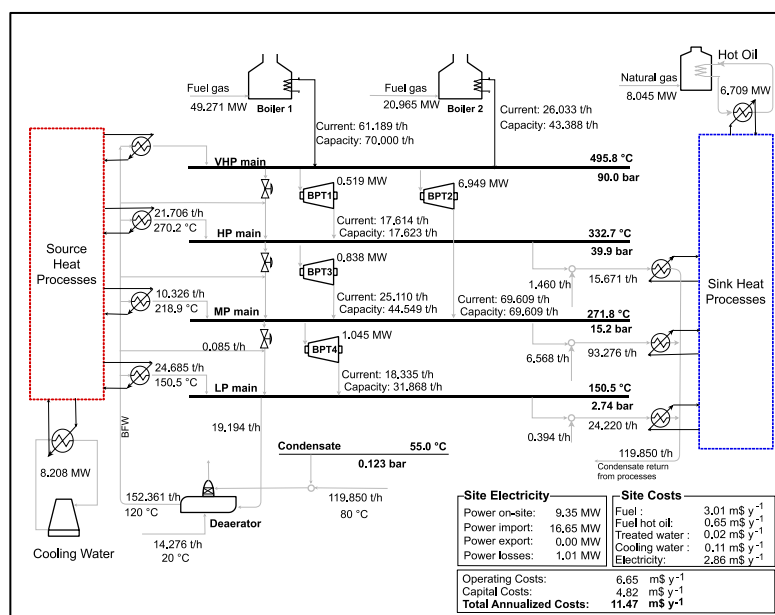 Hot Oil
Fuel gas
49.271 MW
Boiler 1
Fuel gas
20.965 MW
Boiler 2
Natural gas
8.045 MW
6.709 MW
Current: 61.189 t/h
Capacity: 70.000 t/h
Current: 26.033 t/h
Capacity: 43.388 t/h
VHP main
495.8 °C
90.0 bar
0.519 MW
BPT1
6.949 MW
BPT2
21.706 t/h
270.2 °C
Current: 17.614 t/h
Capacity: 17.623 t/h
HP main
332.7 °C
39.9 bar
Source
Heat
Processes
Sink Heat
Processes
0.838 MW
BPT3
1.460 t/h
15.671 t/h
10.326 t/h
218.9 °C
Current: 25.110 t/h
Capacity: 44.549 t/h
Current: 69.609 t/h
Capacity: 69.609 t/h
MP main
271.8 °C
15.2 bar
0.085 t/h
1.045 MW
BPT4
6.568 t/h
93.276 t/h
24.685 t/h
150.5 °C
Current: 18,335 t/h
Capacity: 31.868 t/h
LP main
150.5 °C
2.74 bar
BFW
19.194 t/h
0.394 t/h
24.220 t/h
119.850 t/h
Condensate return
from processes
Condensate
55.0 °C
0.123 bar
8.208 MW
Cooling Water
152.361 t/h
120 °C
Deaerator
119.850 t/h
80 °C
14.276 t/h
20 °C
Site Electricity
Power on-site: 9.35 MW
Power import: 16.65 MW
Power export: 0.00 MW
Power losses: 1.01 MW
Site Costs
Fuel : 3.01 m$ y-1
Fuel hot oil: 0.65 m$ y-1
Treated water : 0.02 m$ y-1
Cooling water : 0.11 m$ y-1
Electricity: 2.86 m$ y-1
Operating Costs: 6.65 m$ y-1
Capital Costs: 4.82 m$ y-1
Total Annualized Costs: 11.47 m$ y-1